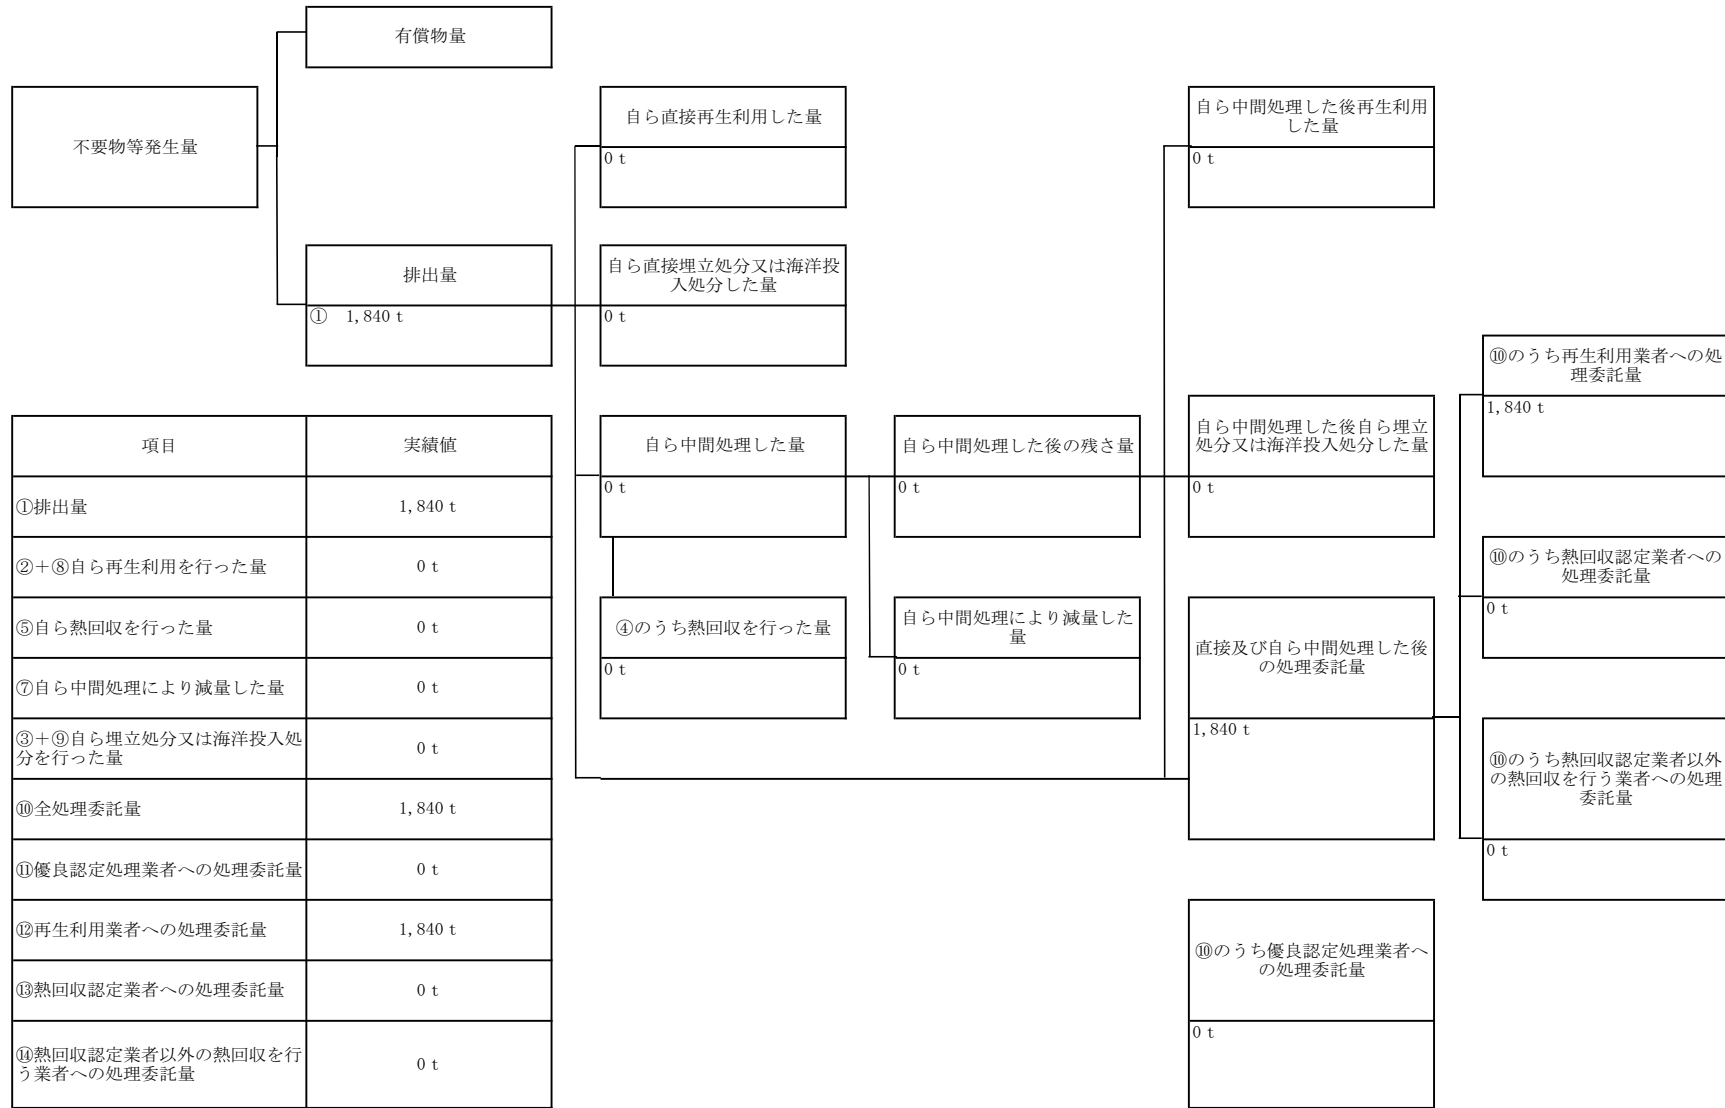 有償物量
不要物等発生量
自ら直接再生利用した量
0 t
自ら中間処理した後再生利用
した量
0 t
排出量
① 1,840 t
自ら直接埋立処分又は海洋投
入処分した量
0 t
⑩のうち再生利用業者への処
理委託量
1,840 t
自ら中間処理した量
0 t
自ら中間処理した後の残さ量
0 t
自ら中間処理した後自ら埋立
処分又は海洋投入処分した量
0 t
⑩のうち熱回収認定業者への
処理委託量
0 t
④のうち熱回収を行った量
0 t
自ら中間処理により減量した
量
0 t
直接及び自ら中間処理した後
の処理委託量
1,840 t
⑩のうち熱回収認定業者以外
の熱回収を行う業者への処理
委託量
0 t
⑩のうち優良認定処理業者へ
の処理委託量
0 t
項目 実績値
①排出量 1,840 t
②+⑧自ら再生利用を行った量 0 t
⑤自ら熱回収を行った量 0 t
⑦自ら中間処理により減量した量 0 t
③+⑨自ら埋立処分又は海洋投入処
分を行った量 0 t
⑩全処理委託量 1,840 t
⑪優良認定処理業者への処理委託量 0 t
⑫再生利用業者への処理委託量 1,840 t
⑬熱回収認定業者への処理委託量 0 t
⑭熱回収認定業者以外の熱回収を行
う業者への処理委託量 0 t